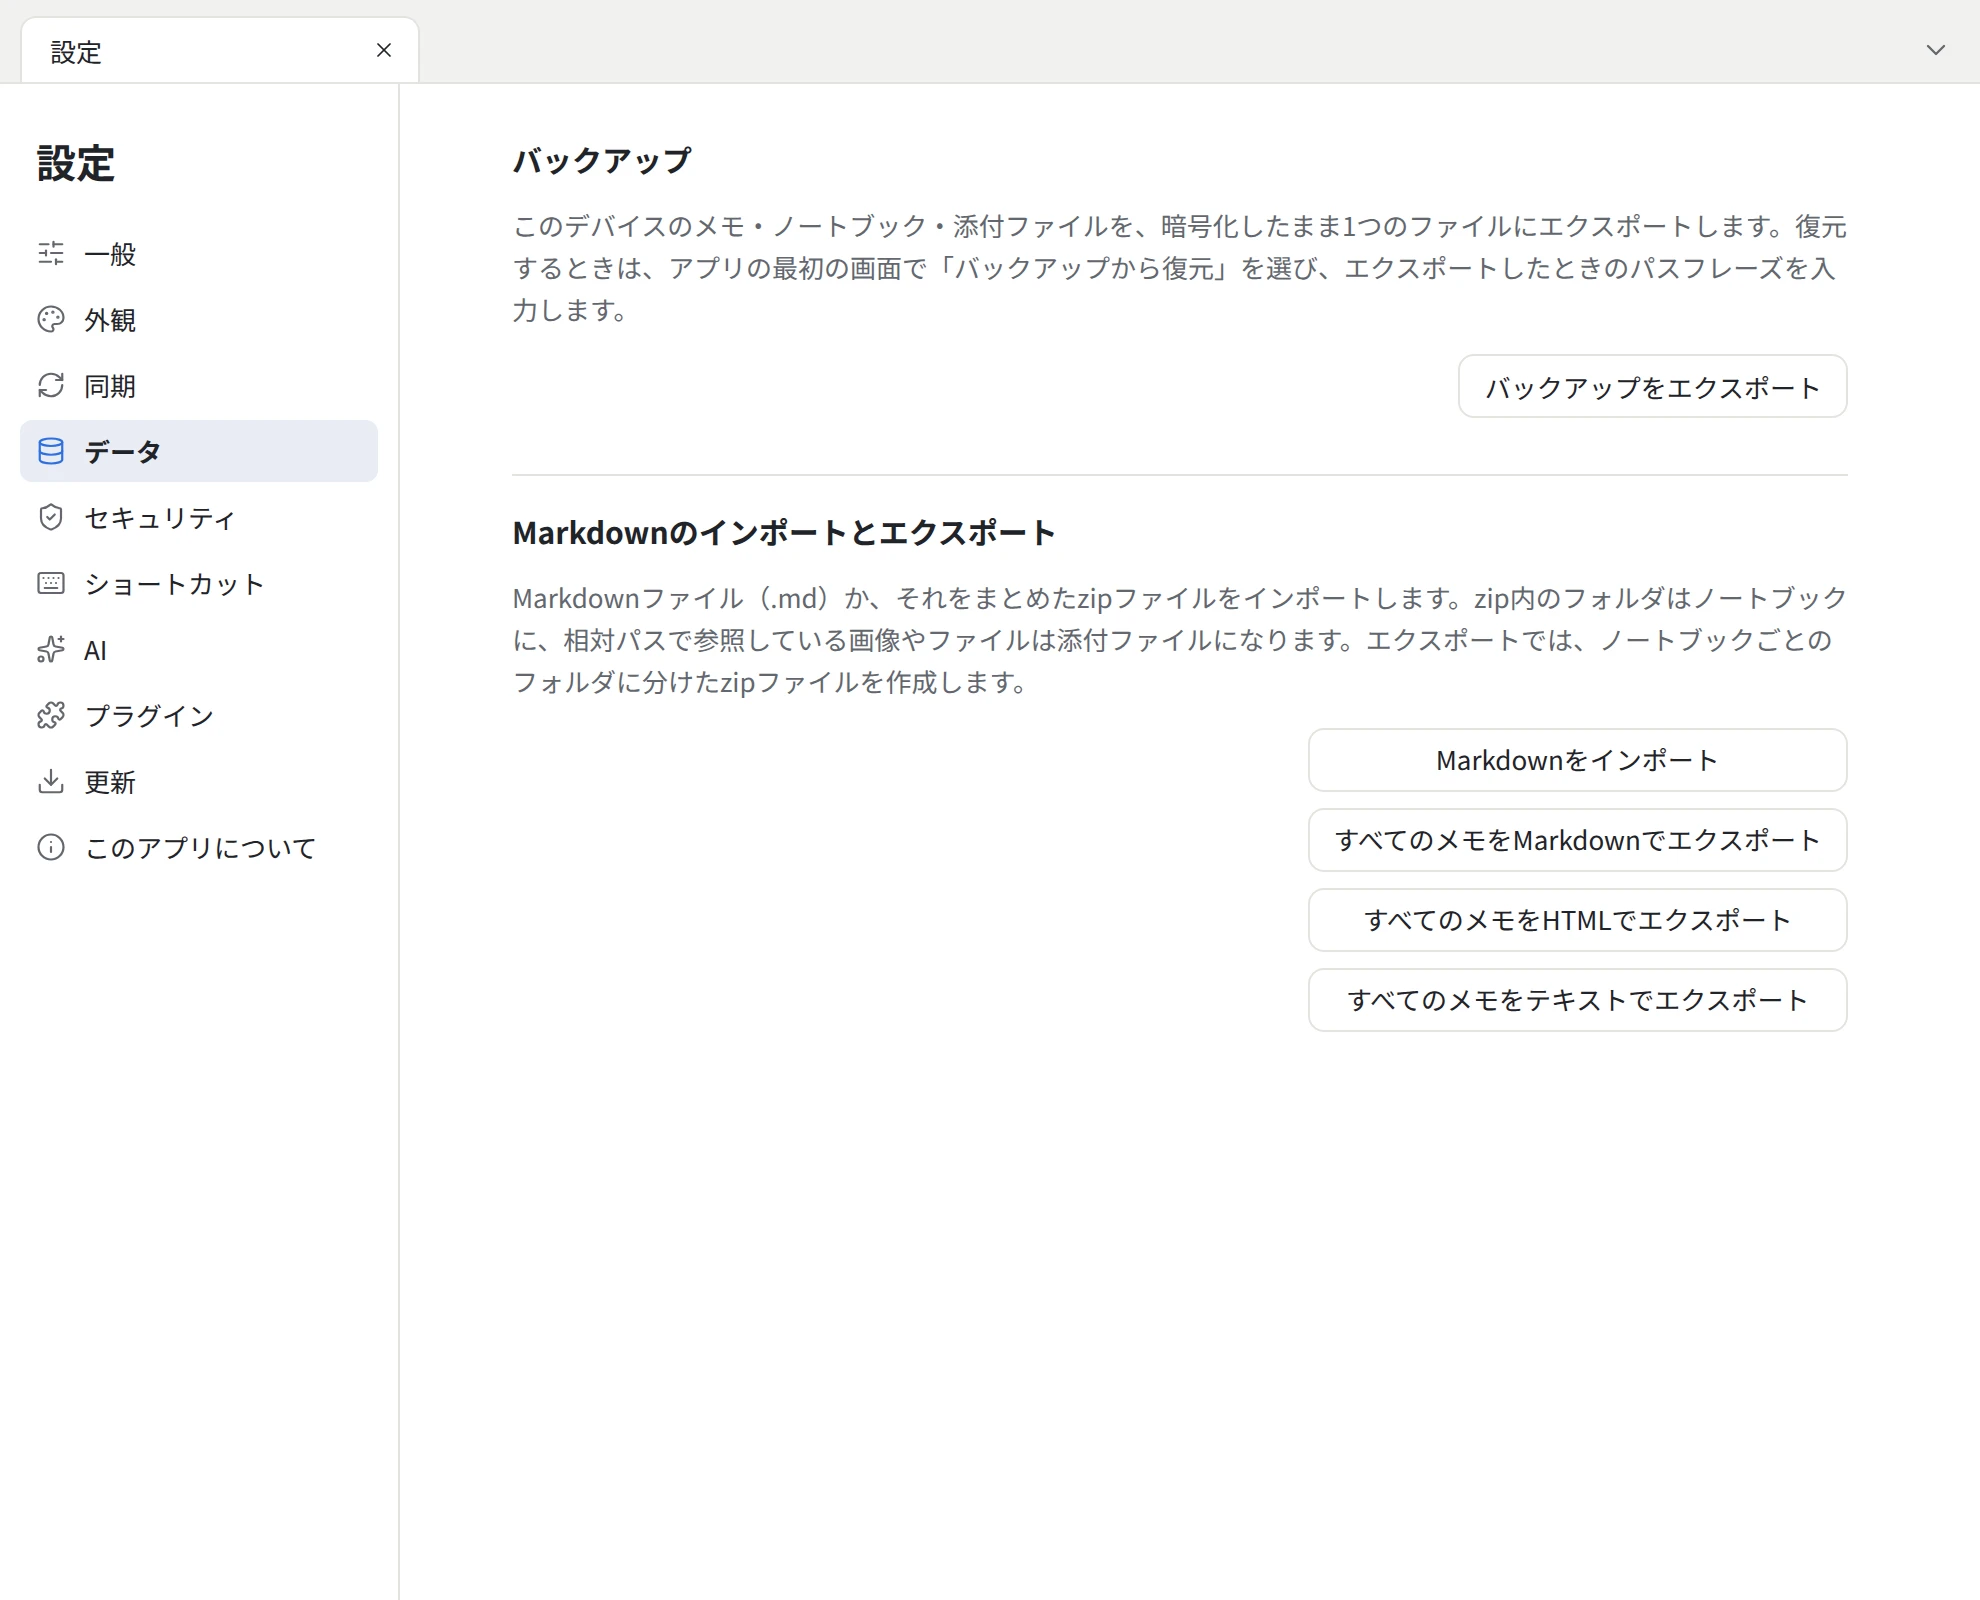 設定
設定
一般
外観
同期
データ
セキュリティ
ショートカット
AI
プラグイン
更新
このアプリについて
バックアップ
このデバイスのメモ・ノートブック・添付ファイルを、暗号化したまま1つのファイルにエクスポートします。復元
するときは、アプリの最初の画面で「バックアップから復元」を選び、エクスポートしたときのパスフレーズを入
力します。
バックアップをエクスポート
Markdownのインポートとエクスポート
Markdownファイル（.md）か、それをまとめたzipファイルをインポートします。zip内のフォルダはノートブック
に、相対パスで参照している画像やファイルは添付ファイルになります。エクスポートでは、ノートブックごとの
フォルダに分けたzipファイルを作成します。
Markdownをインポート
すべてのメモをMarkdownでエクスポート
すべてのメモをHTMLでエクスポート
すべてのメモをテキストでエクスポート